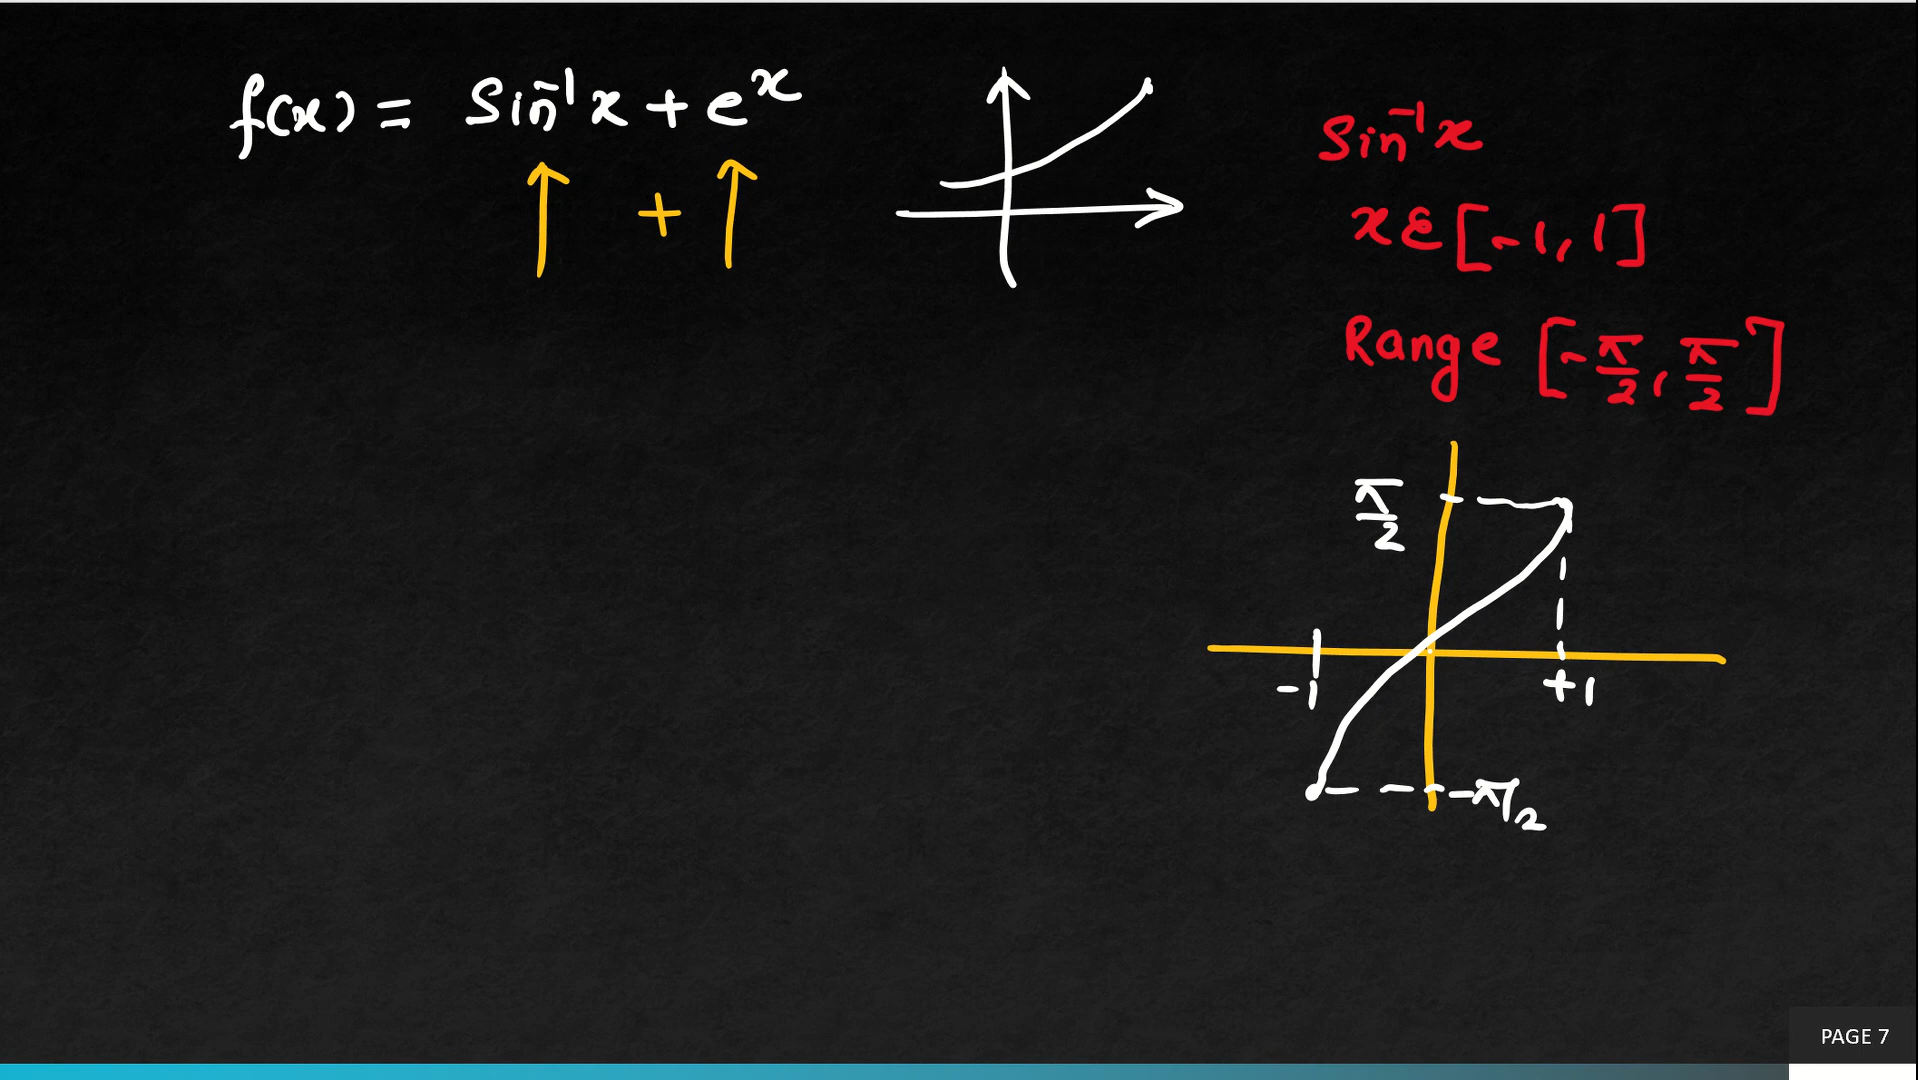 f(x) = Sin⁻¹x + eˣ
+
Sin⁻¹x
x ε [-1, 1]
Range [-π/2, π/2]
π/2
-1
+1
-π/2
PAGE 7